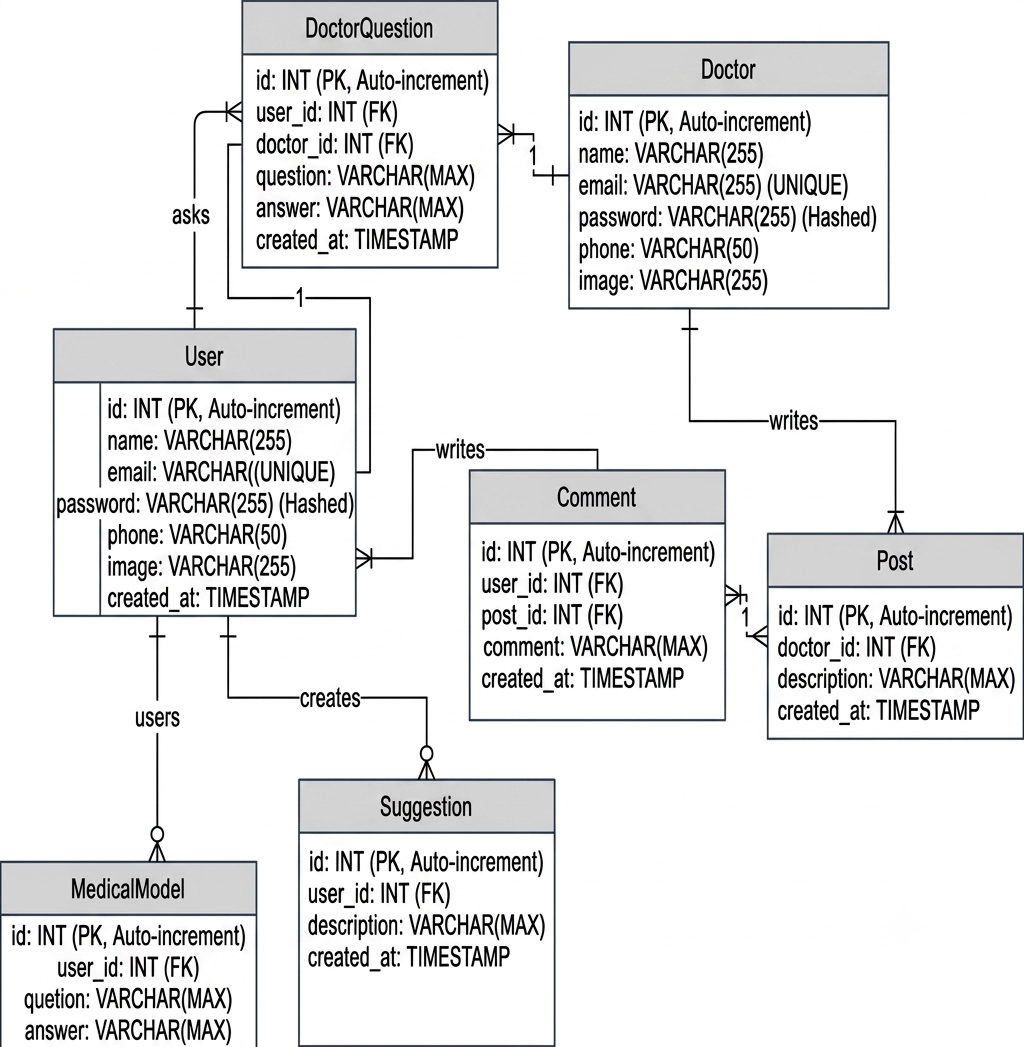 DoctorQuestion
id: INT (PK, Auto-increment)
user_id: INT (FK)
doctor_id: INT (FK)
question: VARCHAR(MAX)
answer: VARCHAR(MAX)
created_at: TIMESTAMP
Doctor
id: INT (PK, Auto-increment)
name: VARCHAR(255)
email: VARCHAR(255) (UNIQUE)
password: VARCHAR(255) (Hashed)
phone: VARCHAR(50)
image: VARCHAR(255)
1
asks
1
User
id: INT (PK, Auto-increment)
name: VARCHAR(255)
email: VARCHAR((UNIQUE)
password: VARCHAR(255) (Hashed)
phone: VARCHAR(50)
image: VARCHAR(255)
created_at: TIMESTAMP
writes
writes
Comment
id: INT (PK, Auto-increment)
user_id: INT (FK)
post_id: INT (FK)
comment: VARCHAR(MAX)
created_at: TIMESTAMP
1
Post
id: INT (PK, Auto-increment)
doctor_id: INT (FK)
description: VARCHAR(MAX)
created_at: TIMESTAMP
users
creates
Suggestion
id: INT (PK, Auto-increment)
user_id: INT (FK)
description: VARCHAR(MAX)
created_at: TIMESTAMP
MedicalModel
id: INT (PK, Auto-increment)
user_id: INT (FK)
quetion: VARCHAR(MAX)
answer: VARCHAR(MAX)